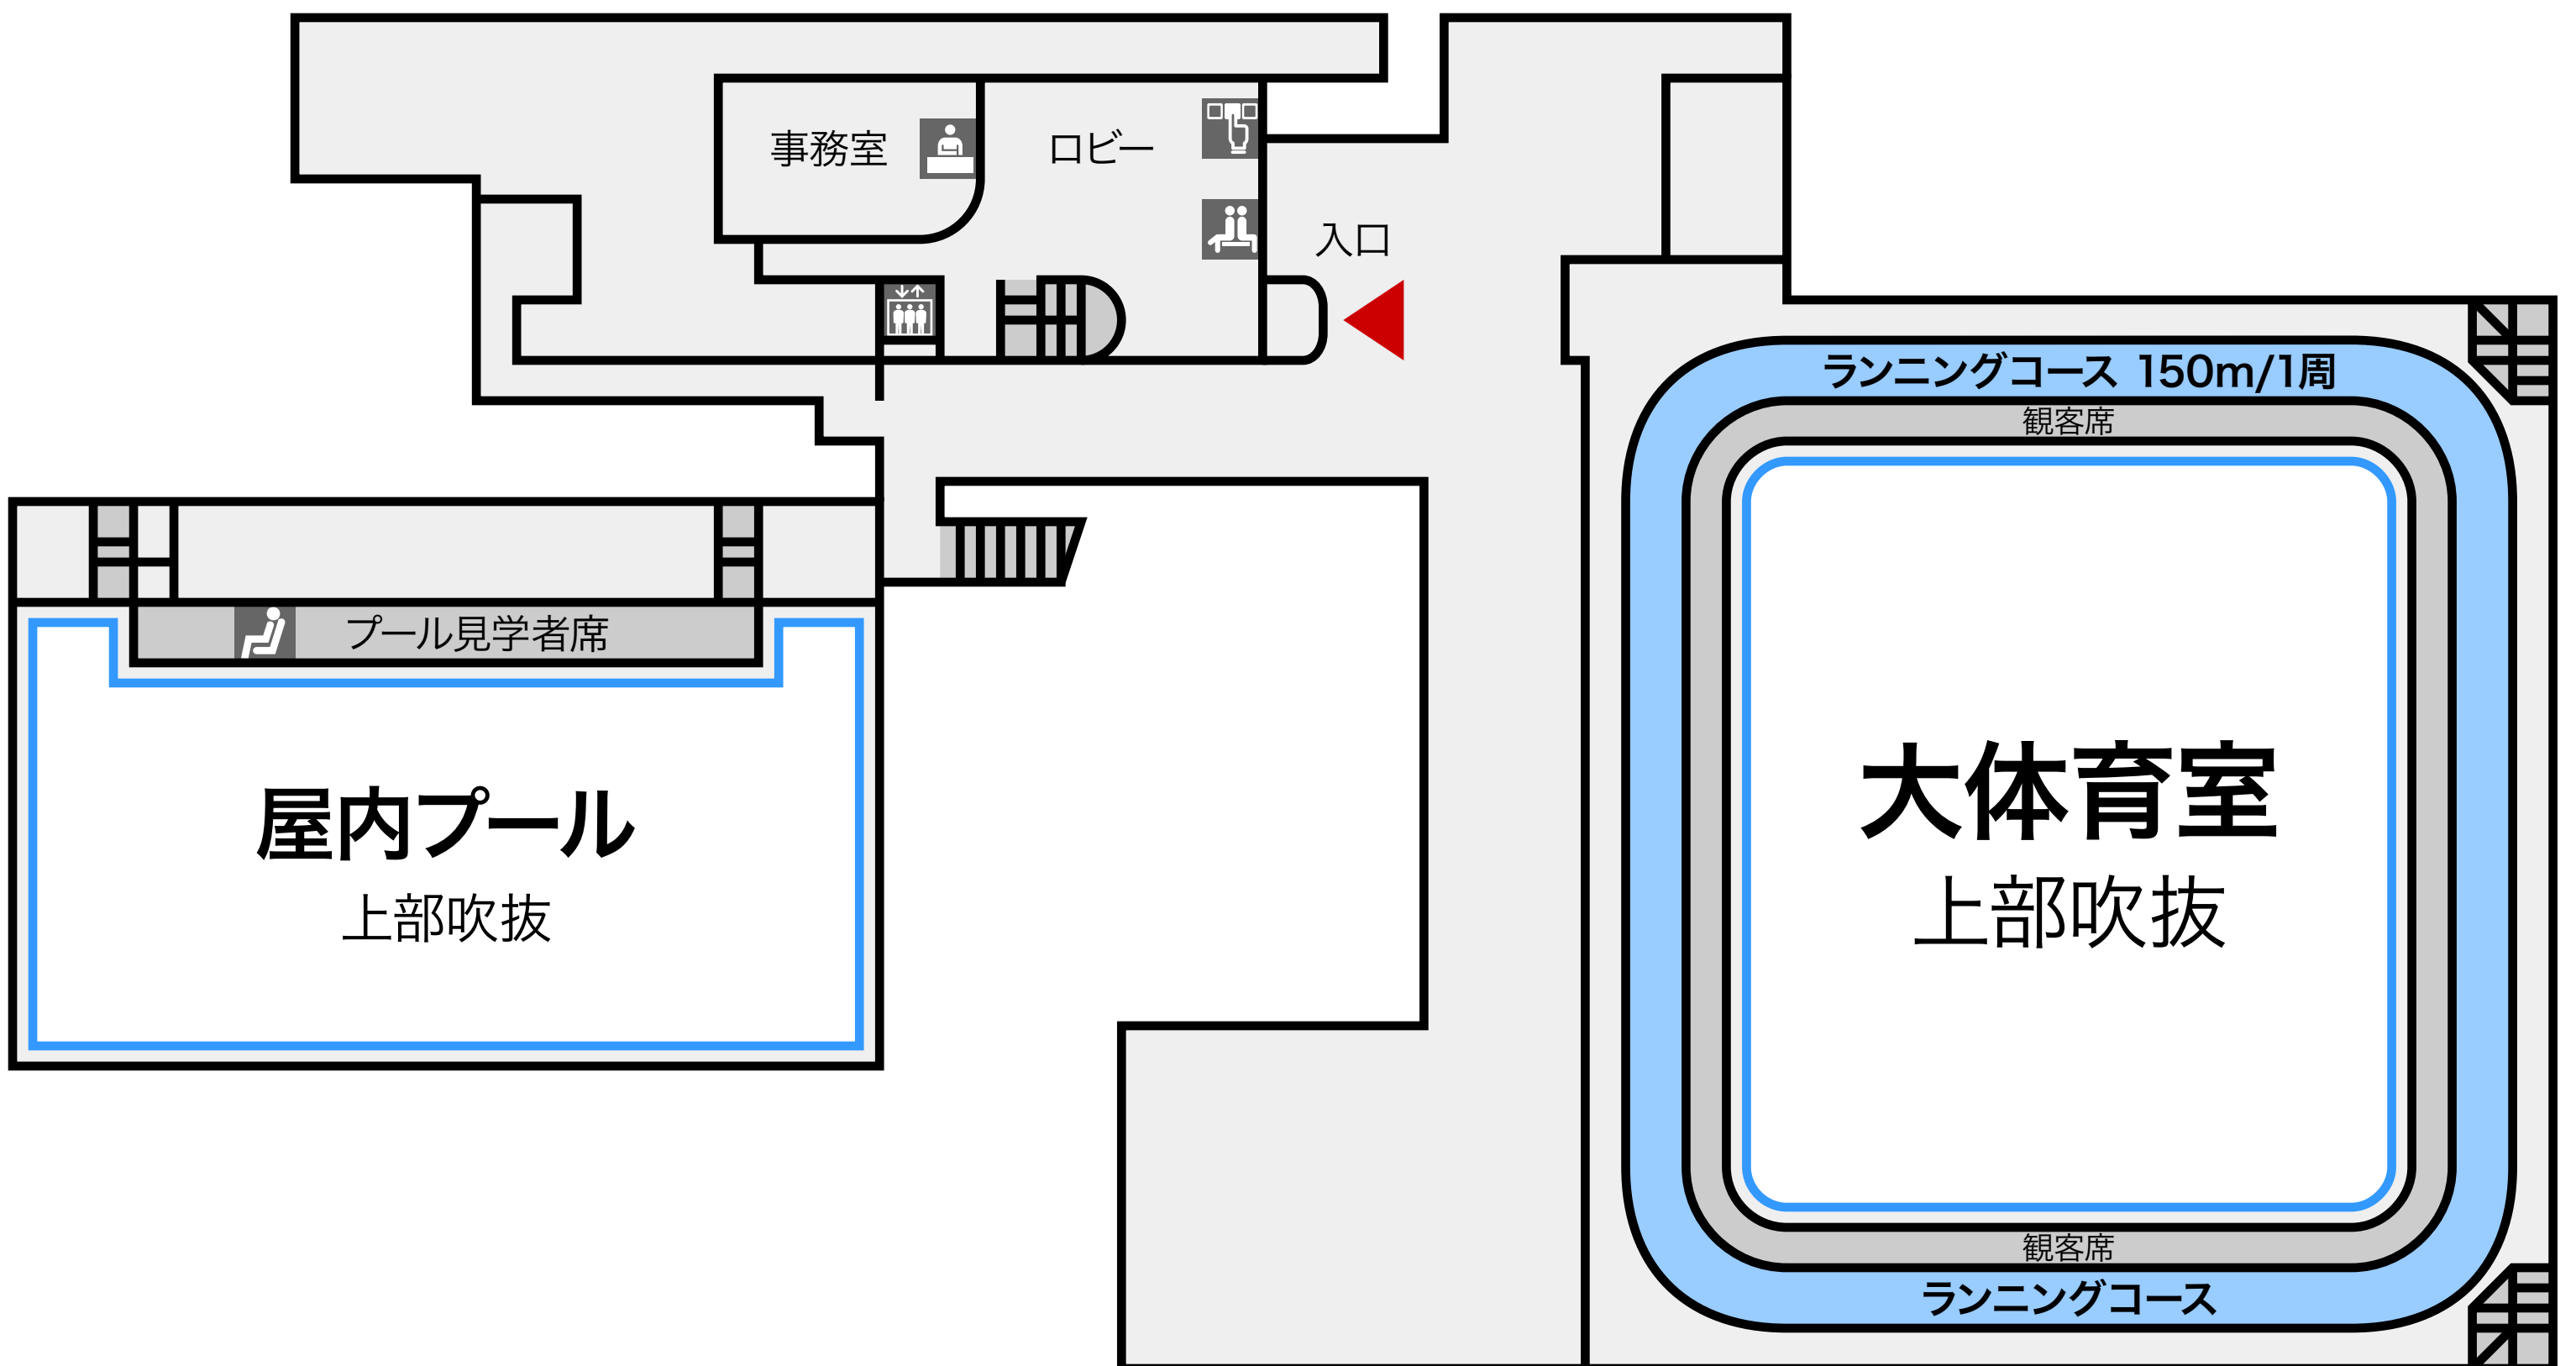 事務室
ロビー
入口
ランニングコース 150m/1周
観客席
プール見学者席
屋内プール
上部吹抜
大体育室
上部吹抜
観客席
ランニングコース